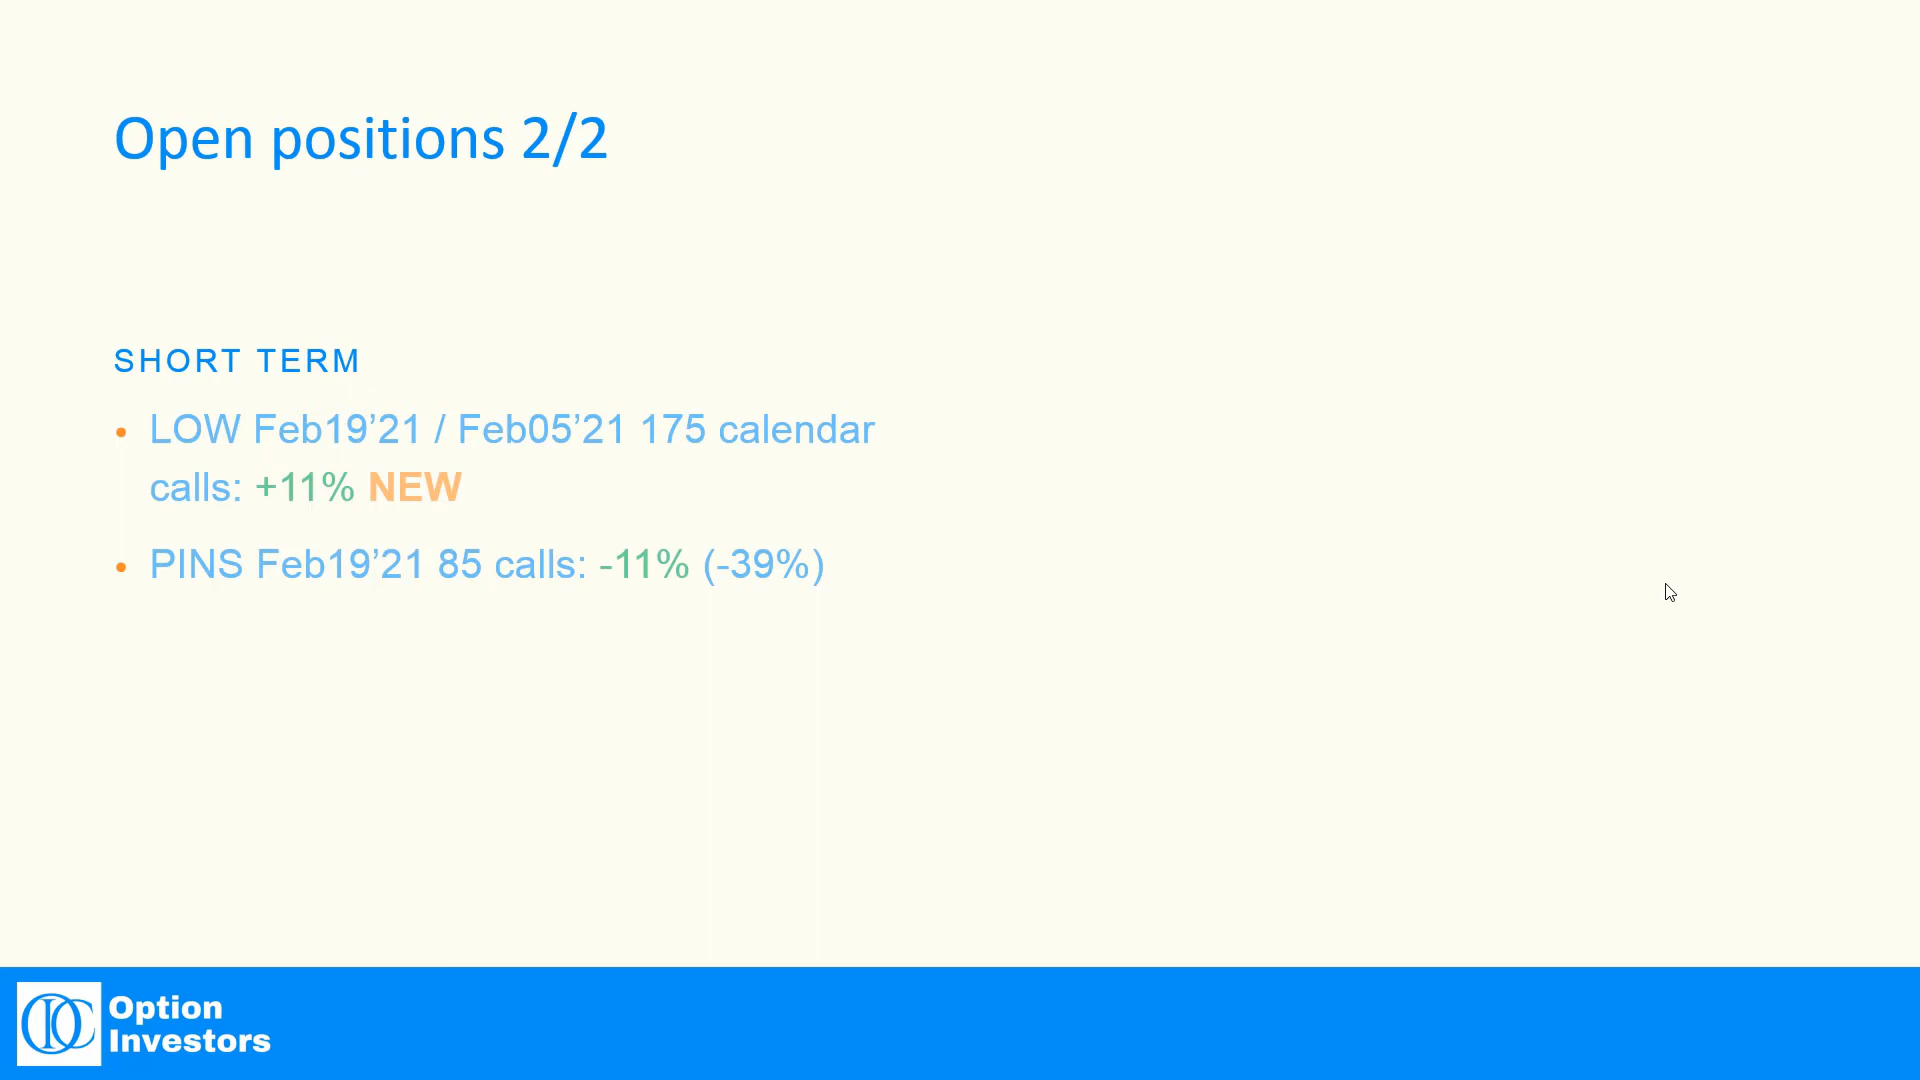 Open positions 2/2
SHORT TERM
• LOW Feb19’21 / Feb05’21 175 calendar
calls: +11% NEW
• PINS Feb19’21 85 calls: -11% (-39%)
Option
Investors